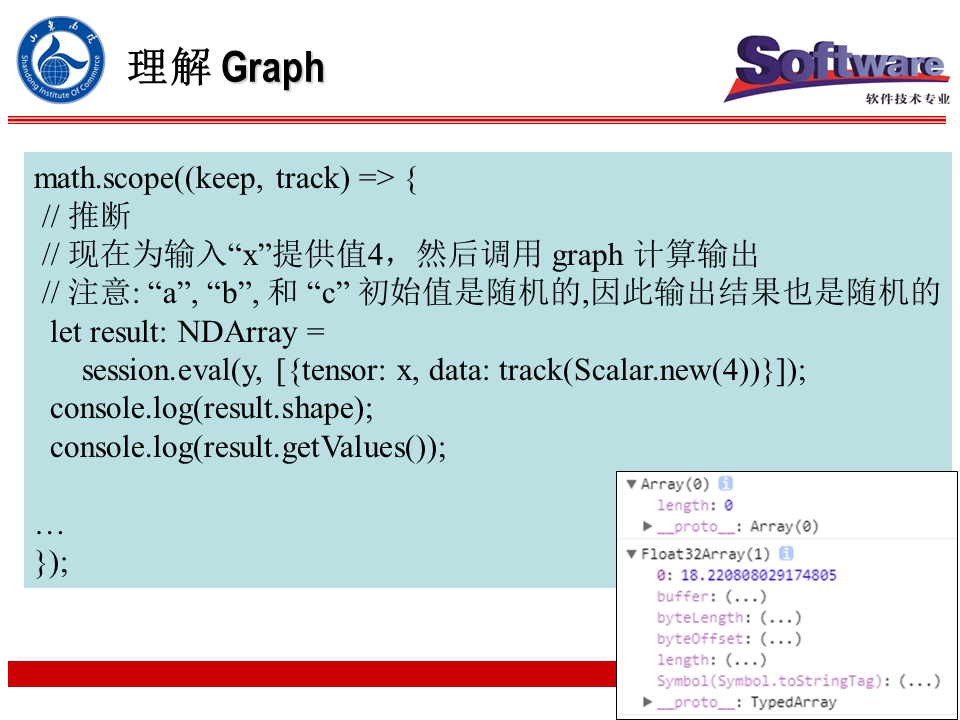 山东商院
Shandong Institute Of Commerce
理解 Graph
Software
软件技术专业
math.scope((keep, track) => {
// 推断
// 现在为输入“x”提供值4，然后调用 graph 计算输出
// 注意: “a”, “b”, 和 “c” 初始值是随机的,因此输出结果也是随机的
let result: NDArray =
session.eval(y, [{tensor: x, data: track(Scalar.new(4))}]);
console.log(result.shape);
console.log(result.getValues());
…
});
▼Array(0) i
length: 0
▶__proto__: Array(0)
▼Float32Array(1) i
0: 18.220808029174805
buffer: (...)
byteLength: (...)
byteOffset: (...)
length: (...)
Symbol(Symbol.toStringTag): (...)
▶__proto__: TypedArray